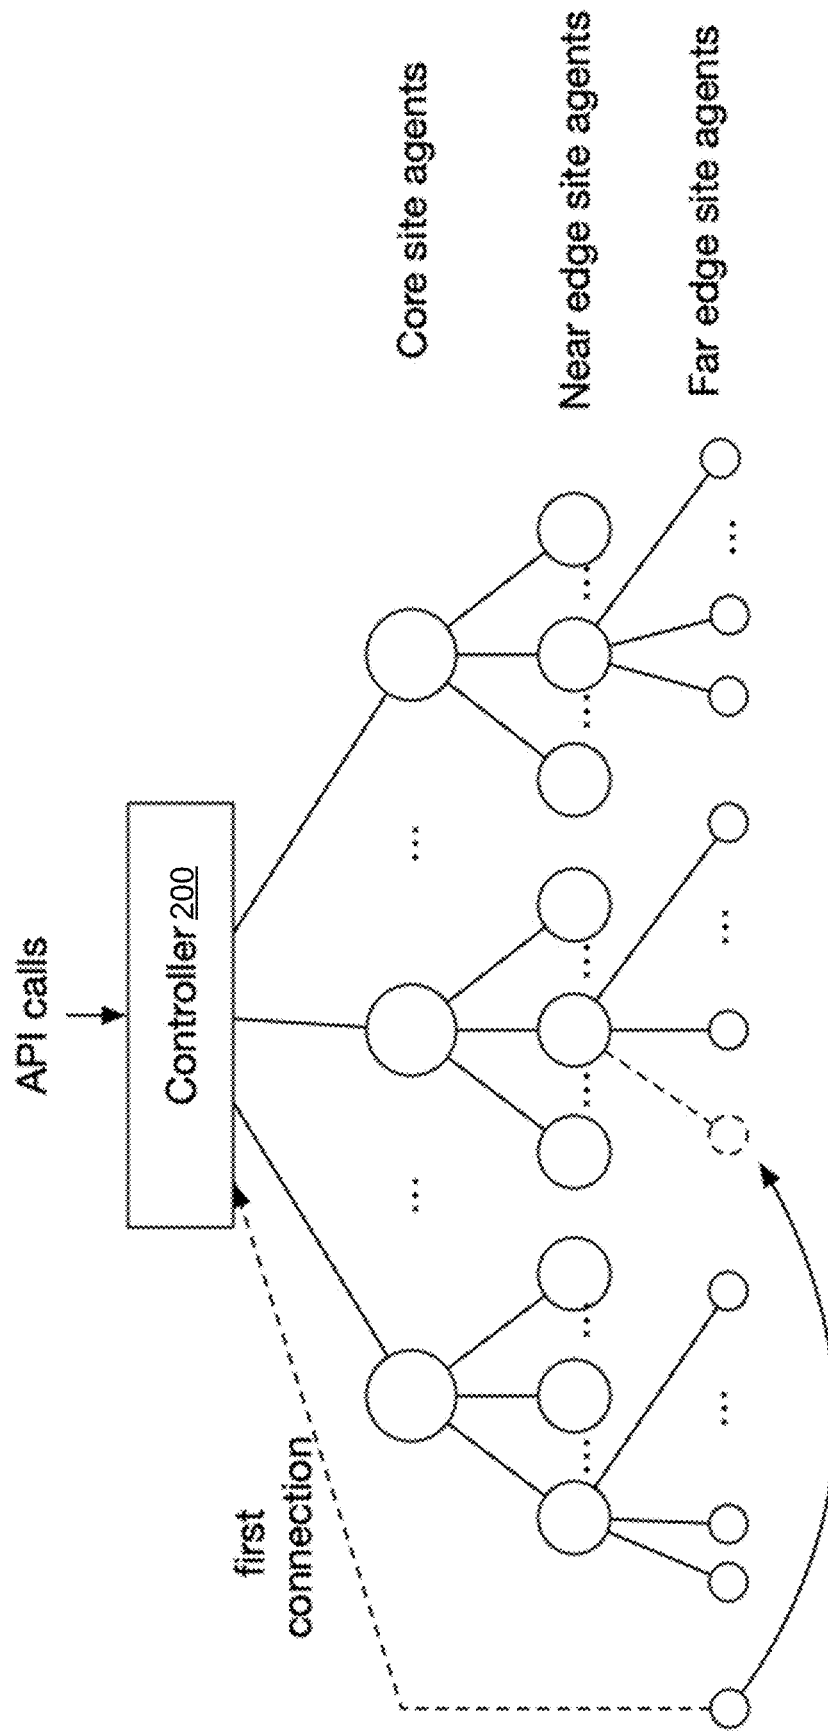 API calls
Controller 200
first
connection
Core site agents
Near edge site agents
Far edge site agents